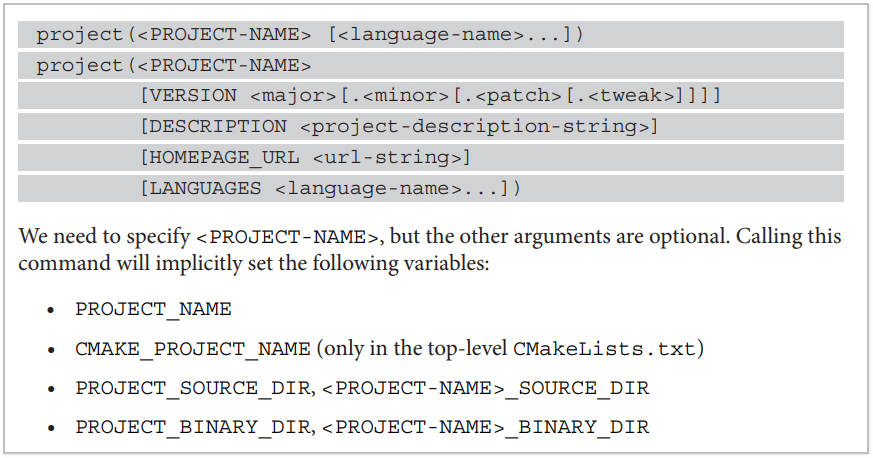 project(<PROJECT-NAME> [<language-name>...])
project(<PROJECT-NAME>
[VERSION <major>[.<minor>[.<patch>[.<tweak>]]]]
[DESCRIPTION <project-description-string>]
[HOMEPAGE_URL <url-string>]
[LANGUAGES <language-name>...])
We need to specify <PROJECT-NAME>, but the other arguments are optional. Calling this
command will implicitly set the following variables:
• PROJECT_NAME
• CMAKE_PROJECT_NAME (only in the top-level CMakeLists.txt)
• PROJECT_SOURCE_DIR, <PROJECT-NAME>_SOURCE_DIR
• PROJECT_BINARY_DIR, <PROJECT-NAME>_BINARY_DIR